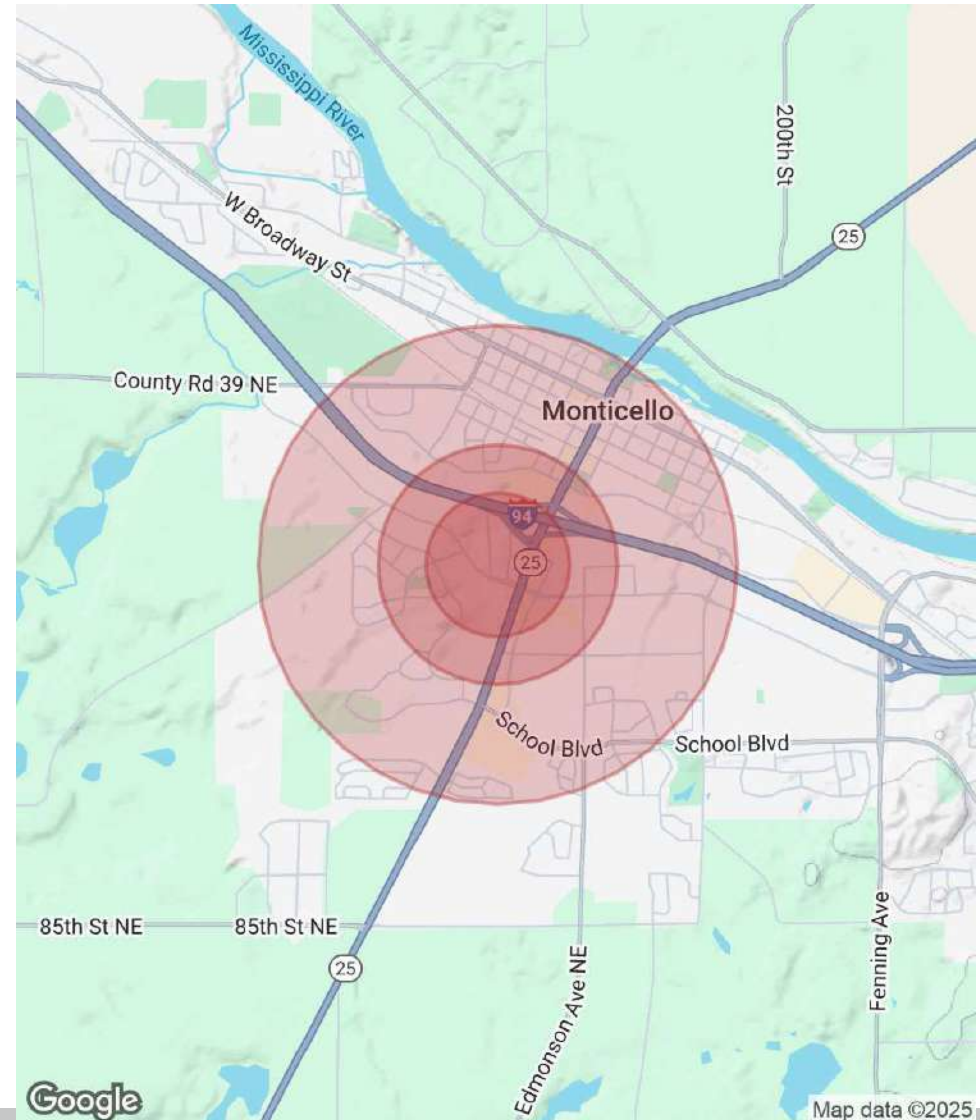 Mississippi River
200th St
25
W Broadway St
County Rd 39 NE
Monticello
94
25
School Blvd
School Blvd
85th St NE
85th St NE
25
Edmonson Ave NE
Fenning Ave
Google
Map data ©2025